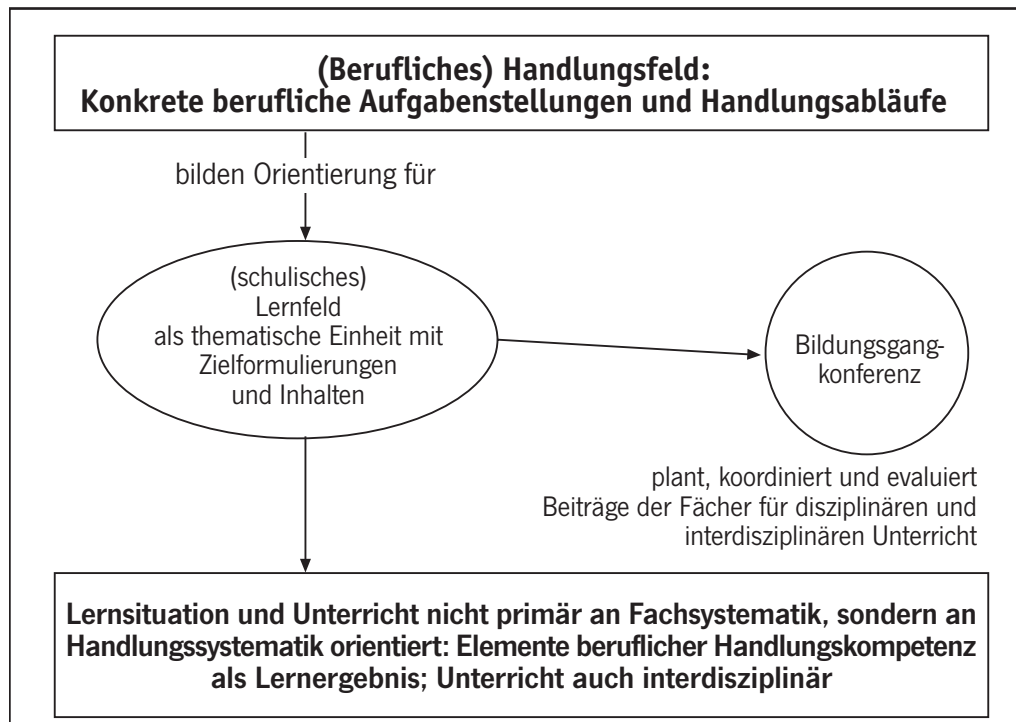 (Berufliches) Handlungsfeld:
Konkrete berufliche Aufgabenstellungen und Handlungsabläufe
bilden Orientierung für
(schulisches)
Lernfeld
als thematische Einheit mit
Zielformulierungen
und Inhalten
Bildungsgang-
konferenz
plant, koordiniert und evaluiert
Beiträge der Fächer für disziplinären und
interdisziplinären Unterricht
Lernsituation und Unterricht nicht primär an Fachsystematik, sondern an
Handlungssystematik orientiert: Elemente beruflicher Handlungskompetenz
als Lernergebnis; Unterricht auch interdisziplinär